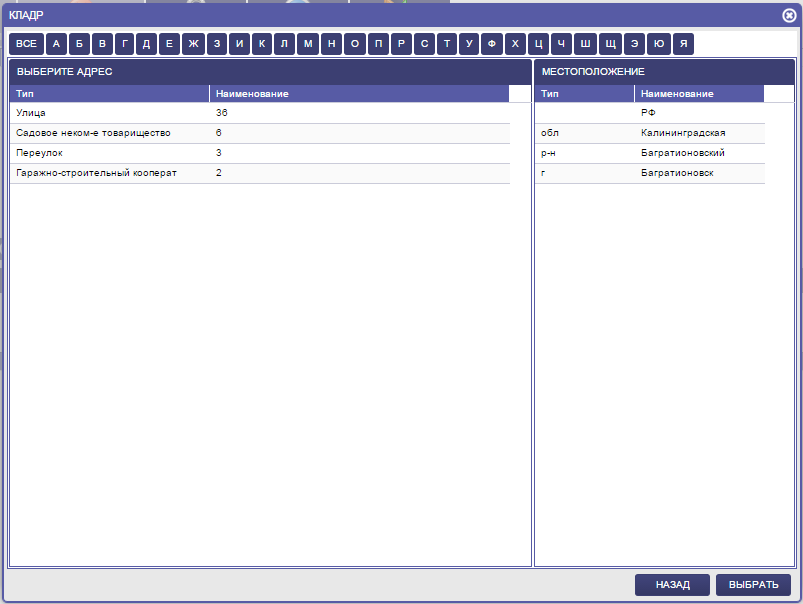 КЛАДР
ВСЕ А Б В Г Д Е Ж З И К Л М Н О П Р С Т У Ф Х Ц Ч Ш Щ Э Ю Я
ВЫБЕРИТЕ АДРЕС
Тип Наименование
Улица 36
Садовое неком-е товарищество 6
Переулок 3
Гаражно-строительный кооперат 2
МЕСТОПОЛОЖЕНИЕ
Тип Наименование
РФ
обл Калининградская
р-н Багратионовский
г Багратионовск
НАЗАД ВЫБРАТЬ